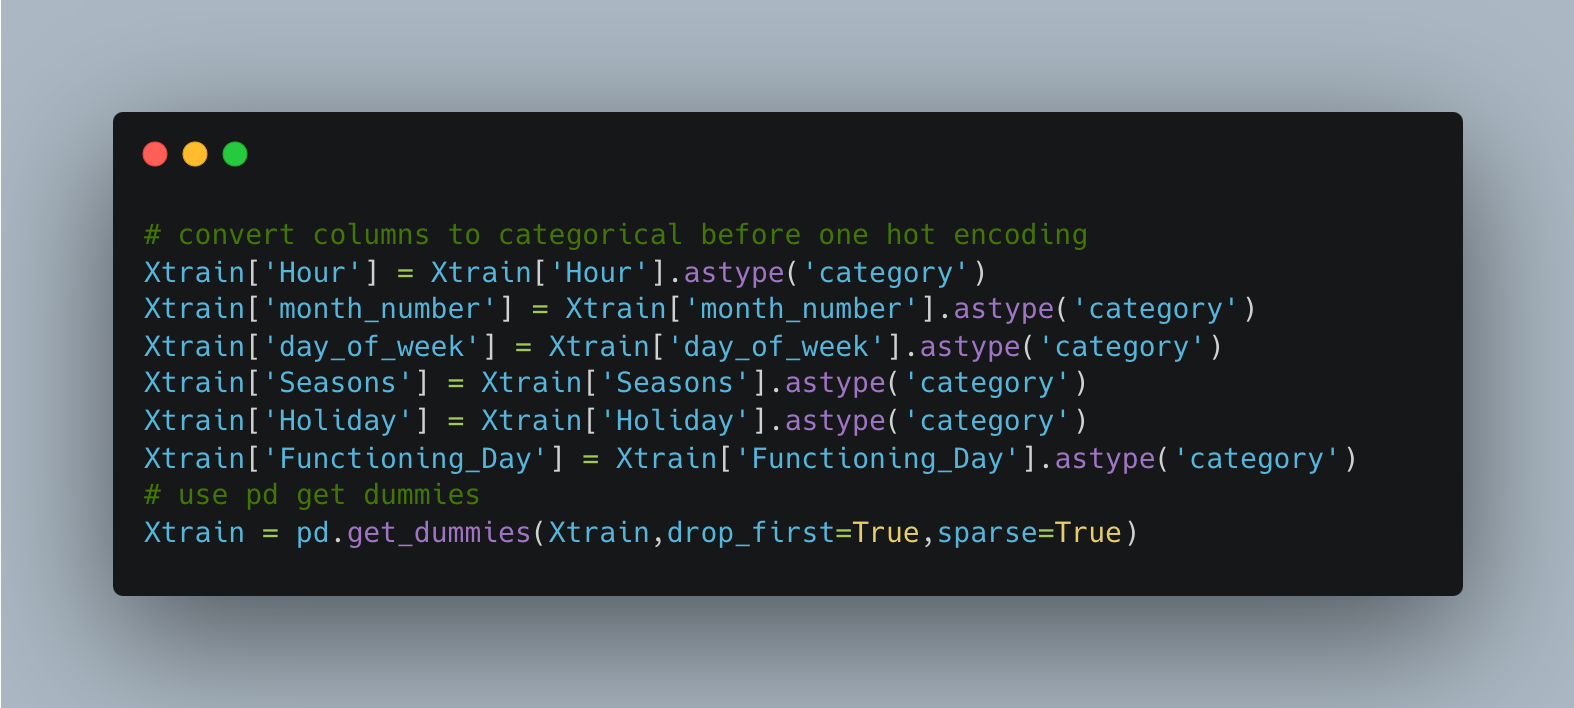 # convert columns to categorical before one hot encoding
Xtrain['Hour'] = Xtrain['Hour'].astype('category')
Xtrain['month_number'] = Xtrain['month_number'].astype('category')
Xtrain['day_of_week'] = Xtrain['day_of_week'].astype('category')
Xtrain['Seasons'] = Xtrain['Seasons'].astype('category')
Xtrain['Holiday'] = Xtrain['Holiday'].astype('category')
Xtrain['Functioning_Day'] = Xtrain['Functioning_Day'].astype('category')
# use pd get dummies
Xtrain = pd.get_dummies(Xtrain,drop_first=True,sparse=True)